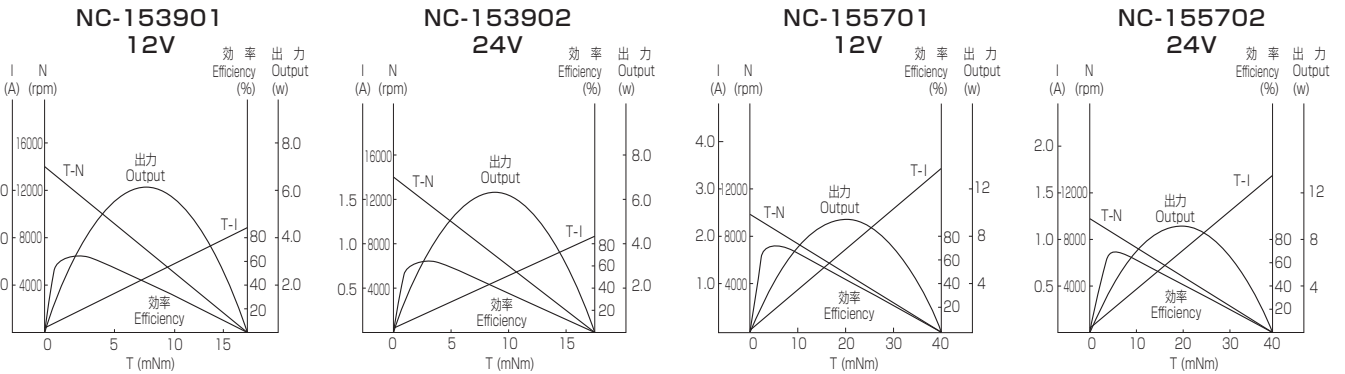 NC-153901
12V
効 率 出 力
I N Efficiency Output
(A) (rpm) (%) (w)
16000 8.0
出力
T-N Output
0 12000 6.0
T-I
0 8000 80 4.0
60
0 4000 40 2.0
効率
20
Efficiency
0 5 10 15
T (mNm)
NC-153902
24V
効 率 出 力
I N Efficiency Output
(A) (rpm) (%) (w)
16000 8.0
出力
T-N Output
1.5 12000 6.0
T-I
1.0 8000 80 4.0
60
0.5 4000 40 2.0
効率
20
Efficiency
0 5 10 15
T (mNm)
NC-155701
12V
効 率 出 力
I N Efficiency Output
(A) (rpm) (%) (w)
4.0
T-I
3.0 12000 12
出力
T-N Output
2.0 8000 80 8
60
1.0 4000 40 4
効率
20
Efficiency
0 10 20 30 40
T (mNm)
NC-155702
24V
効 率 出 力
I N Efficiency Output
(A) (rpm) (%) (w)
2.0
T-I
1.5 12000 12
出力
T-N Output
1.0 8000 80 8
60
0.5 4000 40 4
効率
20
Efficiency
0 10 20 30 40
T (mNm)